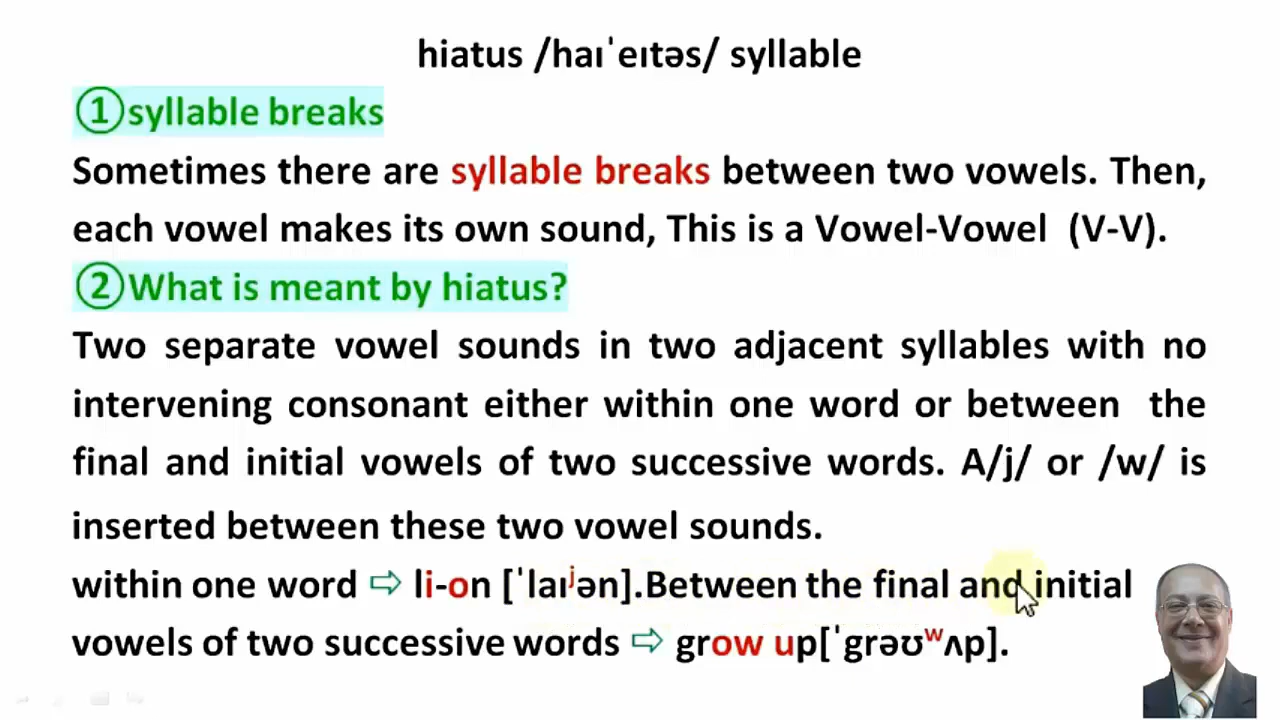 hiatus /haɪˈeɪtəs/ syllable
①syllable breaks
Sometimes there are syllable breaks between two vowels. Then,
each vowel makes its own sound, This is a Vowel-Vowel (V-V).
②What is meant by hiatus?
Two separate vowel sounds in two adjacent syllables with no
intervening consonant either within one word or between the
final and initial vowels of two successive words. A/j/ or /w/ is
inserted between these two vowel sounds.
within one word ⇨ li-on [ˈlaɪʲən].Between the final and initial
vowels of two successive words ⇨ grow up[ˈgrəʊʷʌp].